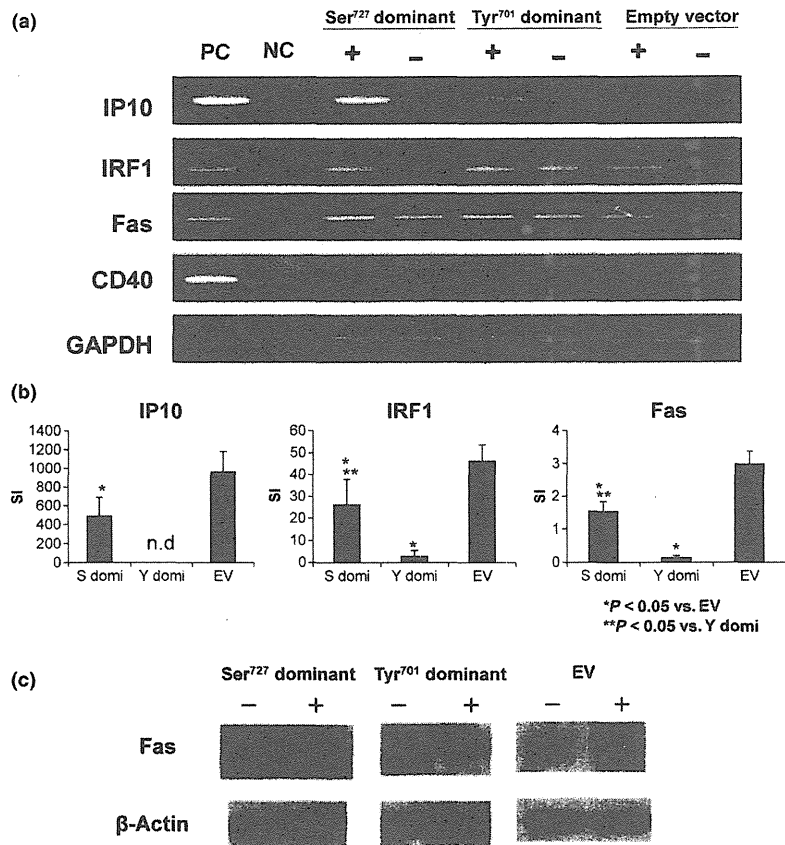 (a)
Ser727 dominant Tyr701 dominant Empty vector
PC NC + − + − + −
IP10
IRF1
Fas
CD40
GAPDH
(b)
IP10
1400
1200
1000
800
600
400
200
0
SI
*
n.d
S domi Y domi EV
IRF1
60
50
40
30
20
10
0
SI
*
**
*
S domi Y domi EV
Fas
4
3
2
1
0
SI
*
**
*
S domi Y domi EV
*P < 0.05 vs. EV
**P < 0.05 vs. Y domi
(c)
Ser727 dominant Tyr701 dominant EV
− + − + − +
Fas
β-Actin